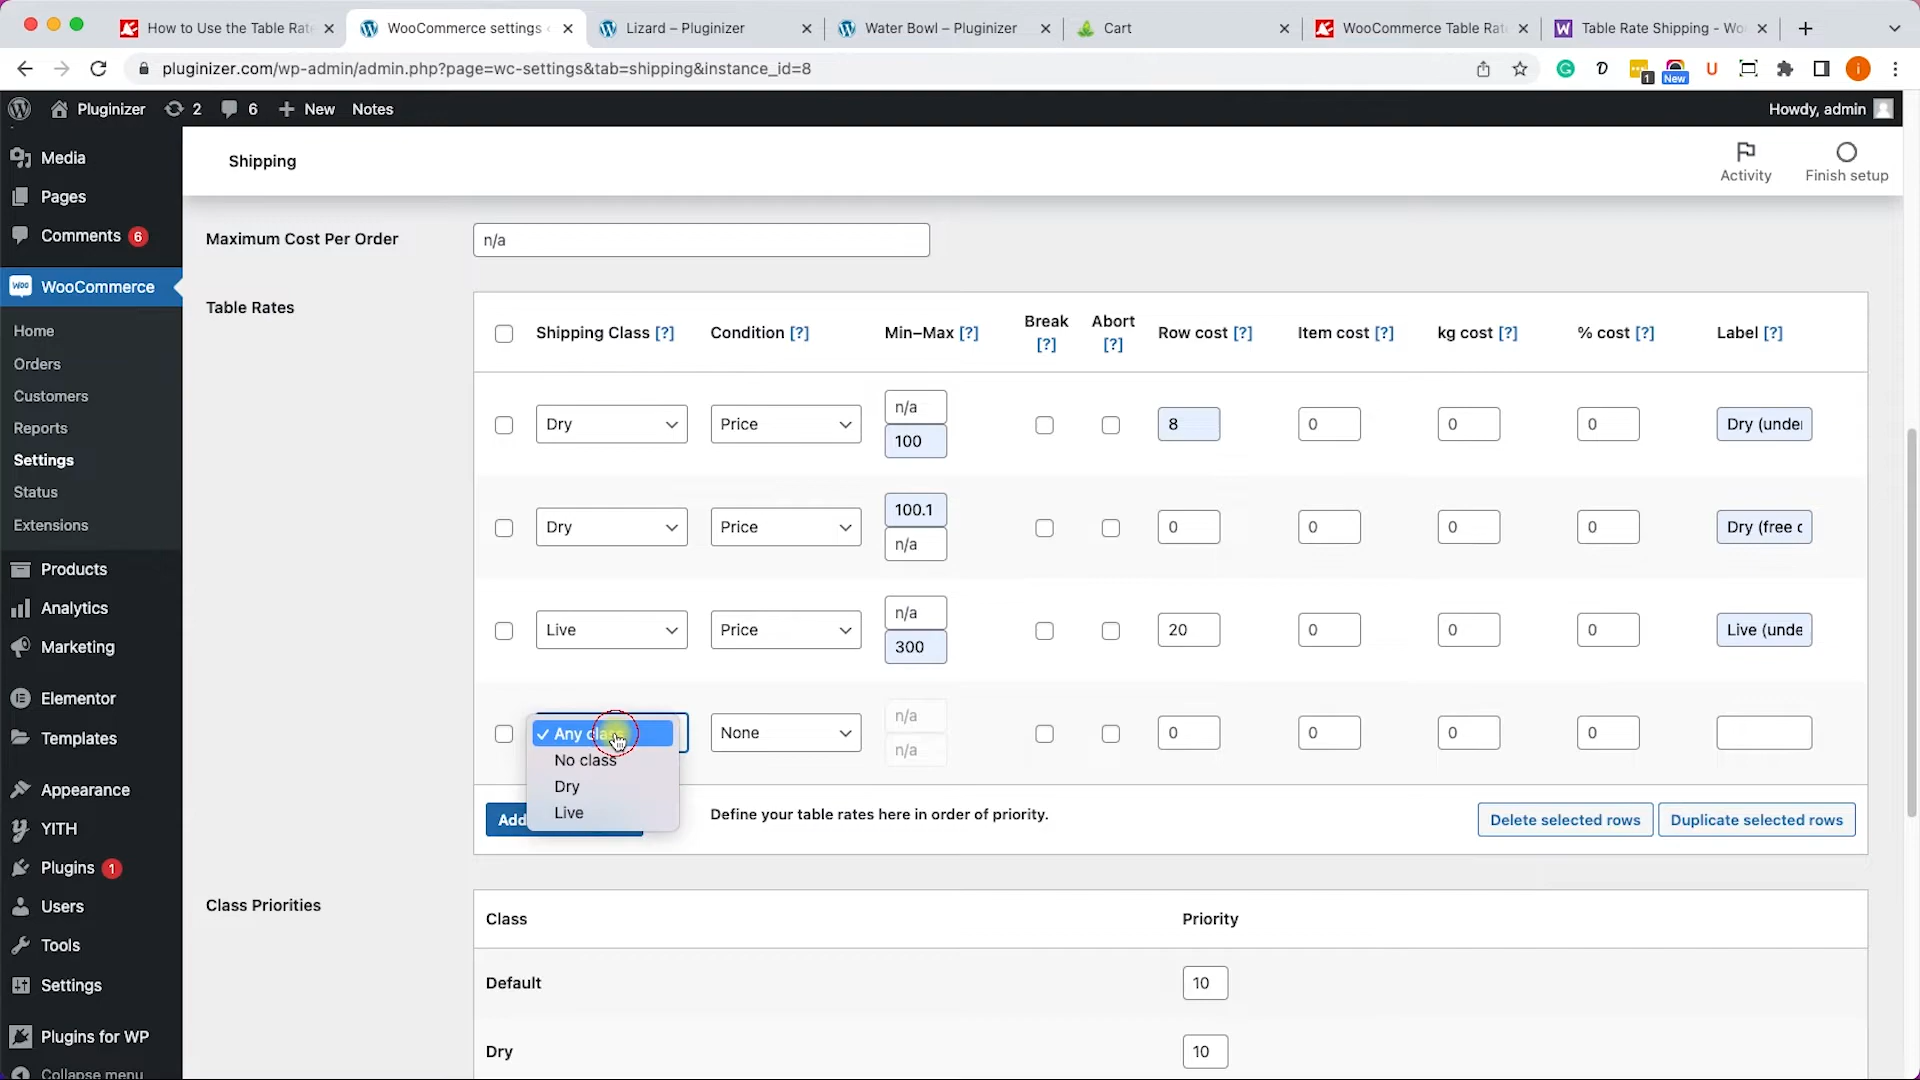 How to Use the Table Rate
WooCommerce settings
Lizard – Pluginizer
Water Bowl – Pluginizer
Cart
WooCommerce Table Rat
Table Rate Shipping - Wo
pluginizer.com/wp-admin/admin.php?page=wc-settings&tab=shipping&instance_id=8
1
New
Pluginizer
2
6
New
Notes
Howdy, admin
Media
Pages
Comments 6
WooCommerce
Home
Orders
Customers
Reports
Settings
Status
Extensions
Products
Analytics
Marketing
Elementor
Templates
Appearance
YITH
Plugins 1
Users
Tools
Settings
Plugins for WP
Collapse menu
Shipping
Activity
Finish setup
Maximum Cost Per Order
n/a
Table Rates
Shipping Class [?] Condition [?] Min–Max [?] Break [?] Abort [?] Row cost [?] Item cost [?] kg cost [?] % cost [?] Label [?]
Dry Price n/a 100 8 0 0 0 Dry (under
Dry Price 100.1 n/a 0 0 0 0 Dry (free o
Live Price n/a 300 20 0 0 0 Live (unde
None n/a n/a 0 0 0 0
Any class
No class
Dry
Live
Add
Define your table rates here in order of priority.
Delete selected rows
Duplicate selected rows
Class Priorities
Class Priority
Default 10
Dry 10